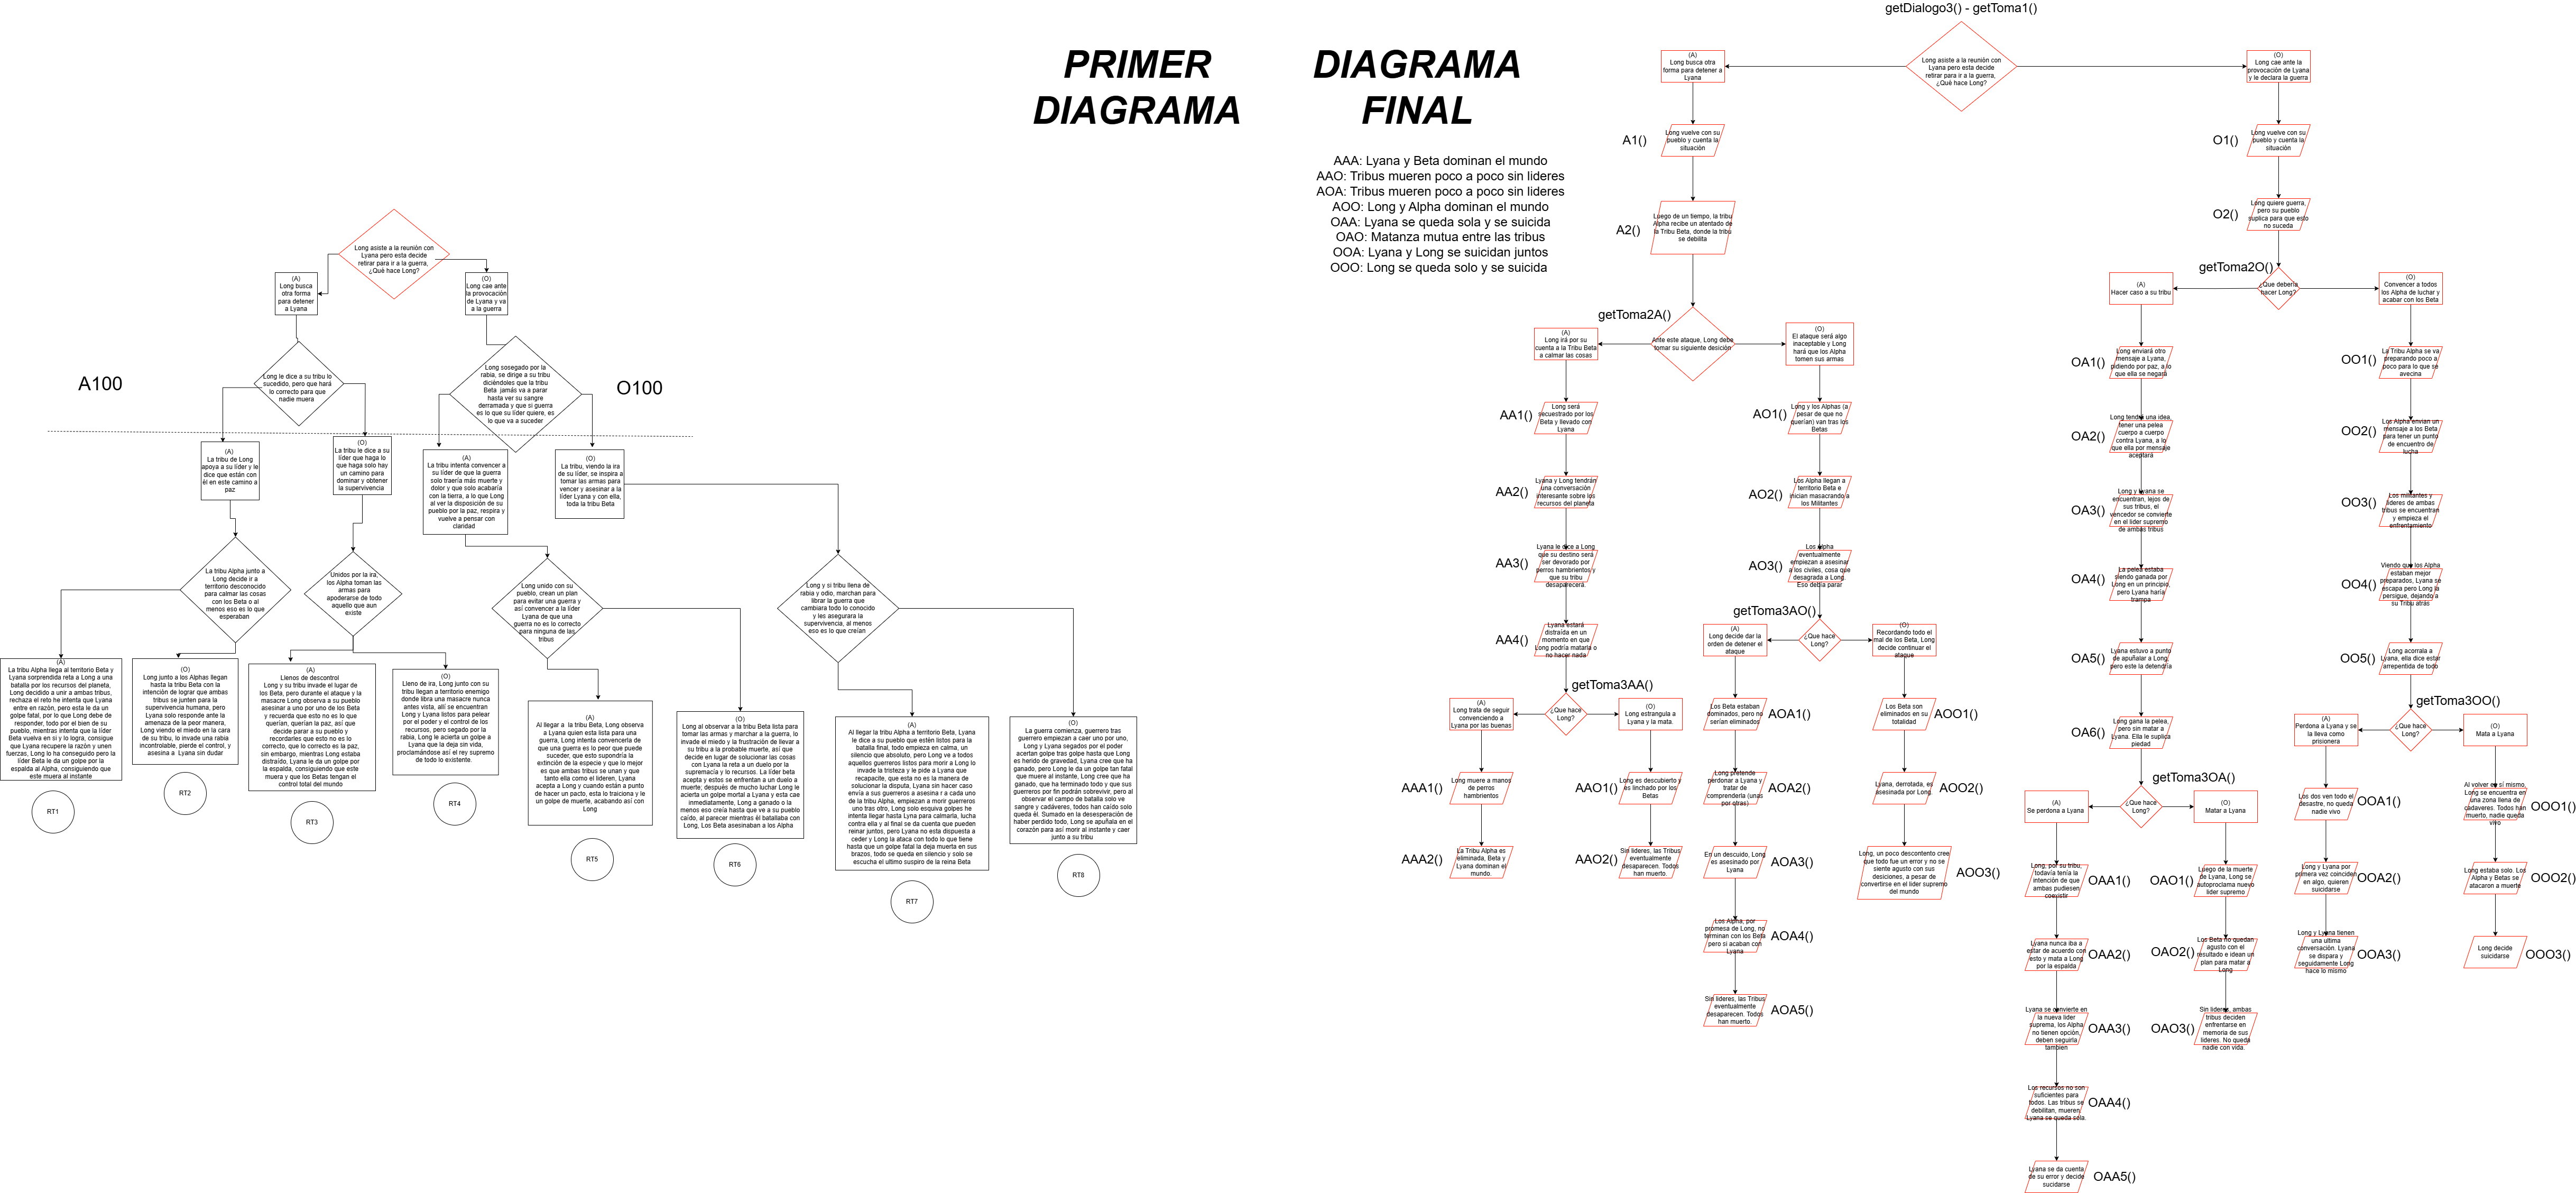 PRIMER
DIAGRAMA
Long asiste a la reunión con
Lyana pero esta decide
retirar para ir a la guerra,
¿Qué hace Long?
(A)
Long busca
otra forma
para detener
a Lyana
(O)
Long cae ante
la provocación
de Lyana y va
a la guerra
A100
O100
Long le dice a su tribu lo
sucedido, pero que hará
lo correcto para que
nadie muera
Long sosegado por la
rabia, se dirige a su tribu
diciéndoles que la tribu
Beta jamás va a parar
hasta ver su sangre
derramada y que si guerra
es lo que su líder quiere, es
lo que va a suceder
(A)
La tribu de Long
apoya a su líder y le
dice que están con
él en este camino a
paz
(O)
La tribu le dice a su
líder que haga lo
que haga solo hay
un camino para
dominar y obtener
la supervivencia
(A)
La tribu intenta convencer a
su líder de que la guerra
solo traería más muerte y
dolor y que solo acabaría
con la tierra, a lo que Long
al ver la disposición de su
pueblo por la paz, respira y
vuelve a pensar con
claridad
(O)
La tribu, viendo la ira
de su líder, se inspira a
tomar las armas para
vencer y asesinar a la
líder Lyana y con ella,
toda la tribu Beta
La tribu Alpha junto a
Long decide ir a
territorio desconocido
para calmar las cosas
con los Beta o al
menos eso es lo que
esperaban
Unidos por la ira,
los Alpha toman las
armas para
apoderarse de todo
aquello que aun
existe
Long unido con su
pueblo, crean un plan
para evitar una guerra y
así convencer a la líder
Lyana de que una
guerra no es lo correcto
para ninguna de las
tribus
Long y si tribu llena de
rabia y odio, marchan para
librar la guerra que
cambiara todo lo conocido
y les asegurara la
supervivencia, al menos
eso es lo que creían
(A)
La tribu Alpha llega al territorio Beta y
Lyana sorprendida reta a Long a una
batalla por los recursos del planeta,
Long decidido a unir a ambas tribus,
rechaza el reto he intenta que Lyana
entre en razón, pero esta le da un
golpe fatal, por lo que Long debe de
responder, todo por el bien de su
pueblo, mientras intenta que la líder
Beta vuelva en si y lo logra, consigue
que Lyana recupere la razón y unen
fuerzas, Long lo ha conseguido pero la
líder Beta le da un golpe por la
espalda al Alpha, consiguiendo que
este muera al instante
RT1
(O)
Long junto a los Alphas llegan
hasta la tribu Beta con la
intención de lograr que ambas
tribus se junten para la
supervivencia humana, pero
Lyana solo responde ante la
amenaza de la peor manera,
Long viendo el miedo en la cara
de su tribu, lo invade una rabia
incontrolable, pierde el control, y
asesina a Lyana sin dudar
RT2
(A)
Llenos de descontrol
Long y su tribu invade el lugar de
los Beta, pero durante el ataque y la
masacre Long observa a su pueblo
asesinar a uno por uno de los Beta
y recuerda que esto no es lo que
querían, querían la paz, así que
decide parar a su pueblo y
recordarles que esto no es lo
correcto, que lo correcto es la paz,
sin embargo, mientras Long estaba
distraído, Lyana le da un golpe por
la espalda, consiguiendo que este
muera y que los Betas tengan el
control total del mundo
RT3
(O)
Lleno de ira, Long junto con su
tribu llegan a territorio enemigo
donde libra una masacre nunca
antes vista, allí se encuentran
Long y Lyana listos para pelear
por el poder y el control de los
recursos, pero segado por la
rabia, Long le acierta un golpe a
Lyana que la deja sin vida,
proclamándose así el rey supremo
de todo lo existente.
RT4
(A)
Al llegar a la tribu Beta, Long observa
a Lyana quien esta lista para una
guerra, Long intenta convencerla de
que una guerra es lo peor que puede
suceder, que esto supondría la
extinción de la especie y que lo mejor
es que ambas tribus se unan y que
tanto ella como el lideren, Lyana
acepta a Long y cuando están a punto
de hacer un pacto, esta lo traiciona y le
un golpe de muerte, acabando así con
Long
RT5
(O)
Long al observar a la tribu Beta lista para
tomar las armas y marchar a la guerra, lo
invade el miedo y la frustración de llevar a
su tribu a la probable muerte, así que
decide en lugar de solucionar las cosas
con Lyana la reta a un duelo por la
supremacía y lo recursos. La líder beta
acepta y estos se enfrentan a un duelo a
muerte; después de mucho luchar Long le
acierta un golpe mortal a Lyana y esta cae
inmediatamente, Long a ganado o la
menos eso creía hasta que ve a su pueblo
caído, al parecer mientras él batallaba con
Long, Los Beta asesinaban a los Alpha
RT6
(A)
Al llegar la tribu Alpha a territorio Beta, Lyana
le dice a su pueblo que estén listos para la
batalla final, todo empieza en calma, un
silencio que absoluto, pero Long ve a todos
aquellos guerreros listos para morir a Long lo
invade la tristeza y le pide a Lyana que
recapacite, que esta no es la manera de
solucionar la disputa, Lyana sin hacer caso
envía a sus guerreros a asesina r a cada uno
de la tribu Alpha, empiezan a morir guerreros
uno tras otro, Long solo esquiva golpes he
intenta llegar hasta Lyna para calmarla, lucha
contra ella y al final se da cuenta que pueden
reinar juntos, pero Lyana no esta dispuesta a
ceder y Long la ataca con todo lo que tiene
hasta que un golpe fatal la deja muerta en sus
brazos, todo se queda en silencio y solo se
escucha el ultimo suspiro de la reina Beta
RT7
(O)
La guerra comienza, guerrero tras
guerrero empiezan a caer uno por uno,
Long y Lyana segados por el poder
acertan golpe tras golpe hasta que Long
es herido de gravedad, Lyana cree que ha
ganado, pero Long le da un golpe tan fatal
que muere al instante, Long cree que ha
ganado, que ha terminado todo y que sus
guerreros por fin podrán sobrevivir, pero al
observar el campo de batalla solo ve
sangre y cadáveres, todos han caído solo
queda él. Sumado en la desesperación de
haber perdido todo, Long se apuñala en el
corazón para así morir al instante y caer
junto a su tribu
RT8
DIAGRAMA
FINAL
AAA: Lyana y Beta dominan el mundo
AAO: Tribus mueren poco a poco sin lideres
AOA: Tribus mueren poco a poco sin lideres
AOO: Long y Alpha dominan el mundo
OAA: Lyana se queda sola y se suicida
OAO: Matanza mutua entre las tribus
OOA: Lyana y Long se suicidan juntos
OOO: Long se queda solo y se suicida
getDialogo3() - getToma1()
Long asiste a la reunión con
Lyana pero esta decide
retirar para ir a la guerra,
¿Qué hace Long?
(A)
Long busca otra
forma para detener a
Lyana
(O)
Long cae ante la
provocación de Lyana
y le declara la guerra
A1()
Long vuelve con su
pueblo y cuenta la
situación
O1()
Long vuelve con su
pueblo y cuenta la
situación
A2()
Luego de un tiempo, la tribu
Alpha recibe un atentado de
la Tribu Beta, donde la tribu
se debilita
O2()
Long quiere guerra,
pero su pueblo
suplica para que esto
no suceda
getToma2A()
Ante este ataque, Long debe
tomar su siguiente desición
(A)
Long irá por su
cuenta a la Tribu Beta
a calmar las cosas
(O)
El ataque será algo
inaceptable y Long
hará que los Alpha
tomen sus armas
getToma2O()
¿Que debería
hacer Long?
(A)
Hacer caso a su tribu
(O)
Convencer a todos
los Alpha de luchar y
acabar con los Beta
AA1()
Long será
secuestrado por los
Beta y llevado con
Lyana
AA2()
Lyana y Long tendrán
una conversación
interesante sobre los
recursos del planeta
AA3()
Lyana le dice a Long
que su destino será
ser devorado por
perros hambrientos y
que su tribu
desaparecerá.
AA4()
Lyana estará
distraída en un
momento en que
Long podría matarla o
no hacer nada
getToma3AA()
¿Que hace
Long?
(A)
Long trata de seguir
convenciendo a
Lyana por las buenas
(O)
Long estrangula a
Lyana y la mata.
AAA1()
Long muere a manos
de perros
hambrientos
AAA2()
La Tribu Alpha es
eliminada, Beta y
Lyana dominan el
mundo.
AAO1()
Long es descubierto y
es linchado por los
Betas
AAO2()
Sin lideres, las Tribus
eventualmente
desaparecen. Todos
han muerto.
AO1()
Long y los Alphas (a
pesar de que no
querían) van tras los
Betas
AO2()
Los Alpha llegan a
territorio Beta e
inician masacrando a
los Militantes
AO3()
Los Alpha
eventualmente
empiezan a asesinar
a los civiles, cosa que
desagrada a Long.
Eso debía parar
getToma3AO()
¿Que hace
Long?
(A)
Long decide dar la
orden de detener el
ataque
(O)
Recordando todo el
mal de los Beta, Long
decide continuar el
ataque
AOA1()
Los Beta estaban
dominados, pero no
serían eliminados
AOA2()
Long pretende
perdonar a Lyana y
tratar de
comprenderla (unas
por otras)
AOA3()
En un descuido, Long
es asesinado por
Lyana
AOA4()
Los Alpha, por
promesa de Long, no
terminan con los Beta
pero si acaban con
Lyana
AOA5()
Sin lideres, las Tribus
eventualmente
desaparecen. Todos
han muerto.
AOO1()
Los Beta son
eliminados en su
totalidad
AOO2()
Lyana, derrotada, es
asesinada por Long.
AOO3()
Long, un poco descontento cree
que todo fue un error y no se
siente agusto con sus
desiciones, a pesar de
convertirse en el lider supremo
del mundo
OA1()
Long enviará otro
mensaje a Lyana,
pidiendo por paz, a lo
que ella se negará
OA2()
Long tendrá una idea,
tener una pelea
cuerpo a cuerpo
contra Lyana, a lo
que ella por mensaje
aceptará
OA3()
Long y Lyana se
encuentran, lejos de
sus tribus, el
vencedor se convierte
en el lider supremo
de ambas tribus
OA4()
La pelea estaba
siendo ganada por
Long en un principio,
pero Lyana haría
trampa
OA5()
Lyana estuvo a punto
de apuñalar a Long,
pero este la detendría
OA6()
Long gana la pelea,
pero sin matar a
Lyana. Ella le suplica
piedad
getToma3OA()
¿Que hace
Long?
(A)
Se perdona a Lyana
(O)
Matar a Lyana
OAA1()
Long, por su tribu,
todavía tenía la
intención de que
ambas pudiesen
coexistir
OAA2()
Lyana nunca iba a
estar de acuerdo con
esto y mata a Long
por la espalda
OAA3()
Lyana se convierte en
la nueva lider
suprema, los Alpha
no tienen opción,
deben seguirla
tambien
OAA4()
Los recursos no son
suficientes para
todos. Las tribus se
debilitan, mueren,
Lyana se queda sola.
OAA5()
Lyana se da cuenta
de su error y decide
sucidarse
OAO1()
Luego de la muerte
de Lyana, Long se
autoproclama nuevo
lider supremo
OAO2()
Los Beta no quedan
agusto con el
resultado e idean un
plan para matar a
Long
OAO3()
Sin lideres, ambas
tribus deciden
enfrentarse en
memoria de sus
lideres. No queda
nadie con vida.
OO1()
La Tribu Alpha se va
preparando poco a
poco para lo que se
avecina
OO2()
Los Alpha envían un
mensaje a los Beta
para tener un punto
de encuentro de
lucha
OO3()
Los militantes y
lideres de ambas
tribus se encuentran
y empieza el
enfrentamiento
OO4()
Viendo que los Alpha
estaban mejor
preparados, Lyana se
escapa pero Long la
persigue, dejando a
su Tribu atrás
OO5()
Long acorrala a
Lyana, ella dice estar
arrepentida de todo
getToma3OO()
¿Que hace
Long?
(A)
Perdona a Lyana y se
la lleva como
prisionera
(O)
Mata a Lyana
OOA1()
Los dos ven todo el
desastre, no queda
nadie vivo
OOA2()
Long y Lyana por
primera vez coinciden
en algo, quieren
suicidarse
OOA3()
Long y Lyana tienen
una ultima
conversación. Lyana
se dispara y
seguidamente Long
hace lo mismo
OOO1()
Al volver en sí mismo,
Long se encuentra en
una zona llena de
cadaveres. Todos han
muerto, nadie queda
vivo
OOO2()
Long estaba solo. Los
Alpha y Betas se
atacaron a muerte
OOO3()
Long decide
suicidarse